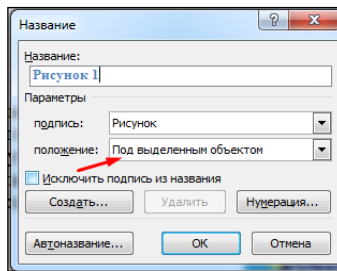 Название
Название:
Рисунок 1
Параметры
подпись: Рисунок
положение: Под выделенным объектом
Исключить подпись из названия
Создать... Удалить Нумерация...
Автоназвание... ОК Отмена